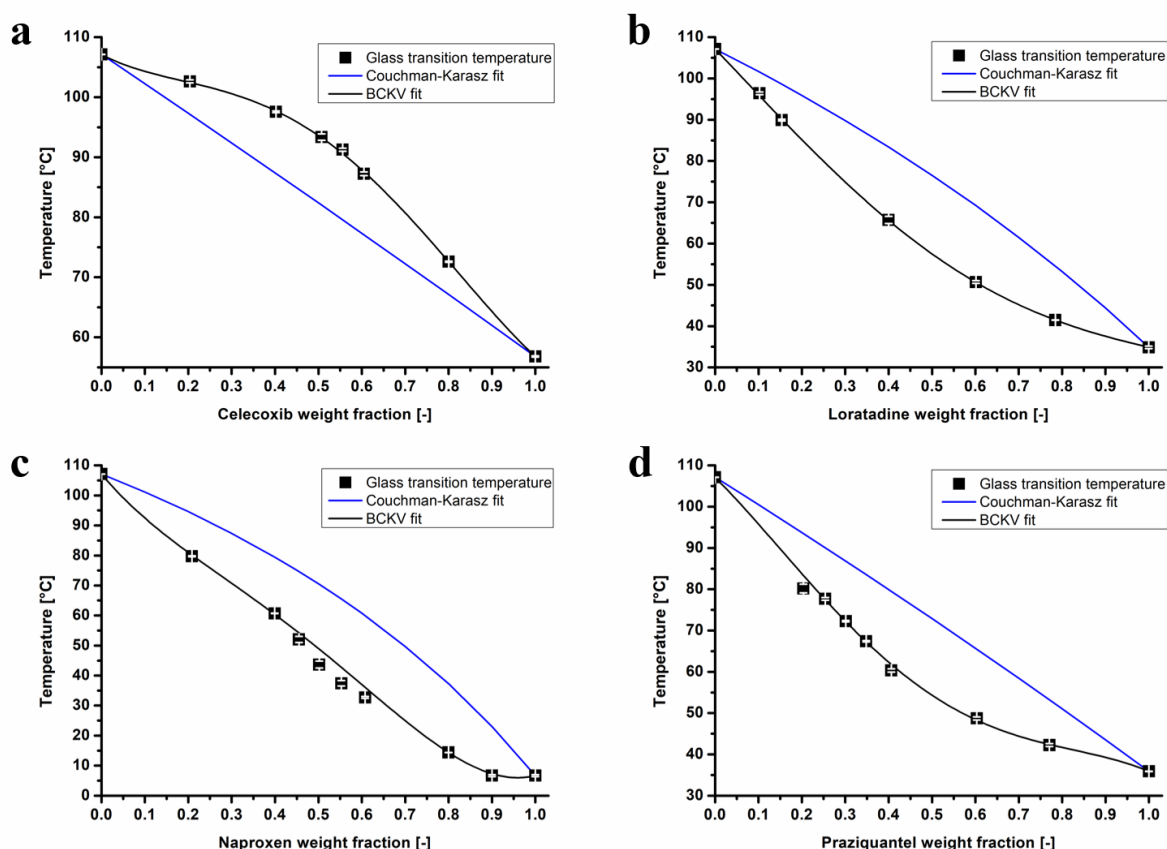 a
110
100
90
80
70
60
Temperature [°C]
Glass transition temperature
Couchman-Karasz fit
BCKV fit
0.0 0.1 0.2 0.3 0.4 0.5 0.6 0.7 0.8 0.9 1.0
Celecoxib weight fraction [-]
b
110
100
90
80
70
60
50
40
30
Temperature [°C]
Glass transition temperature
Couchman-Karasz fit
BCKV fit
0.0 0.1 0.2 0.3 0.4 0.5 0.6 0.7 0.8 0.9 1.0
Loratadine weight fraction [-]
c
110
100
90
80
70
60
50
40
30
20
10
0
Temperature [°C]
Glass transition temperature
Couchman-Karasz fit
BCKV fit
0.0 0.1 0.2 0.3 0.4 0.5 0.6 0.7 0.8 0.9 1.0
Naproxen weight fraction [-]
d
110
100
90
80
70
60
50
40
30
Temperature [°C]
Glass transition temperature
Couchman-Karasz fit
BCKV fit
0.0 0.1 0.2 0.3 0.4 0.5 0.6 0.7 0.8 0.9 1.0
Praziquantel weight fraction [-]